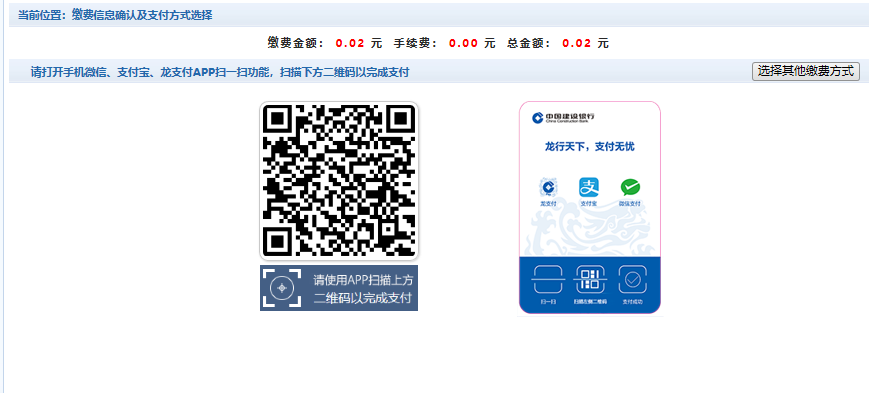 当前位置：缴费信息确认及支付方式选择
缴费金额： 0.02 元 手续费： 0.00 元 总金额： 0.02 元
请打开手机微信、支付宝、龙支付APP扫一扫功能，扫描下方二维码以完成支付
选择其他缴费方式
请使用APP扫描上方
二维码以完成支付
中国建设银行
China Construction Bank
龙行天下，支付无忧
龙支付 支付宝 微信支付
扫一扫 扫描左侧二维码 支付成功